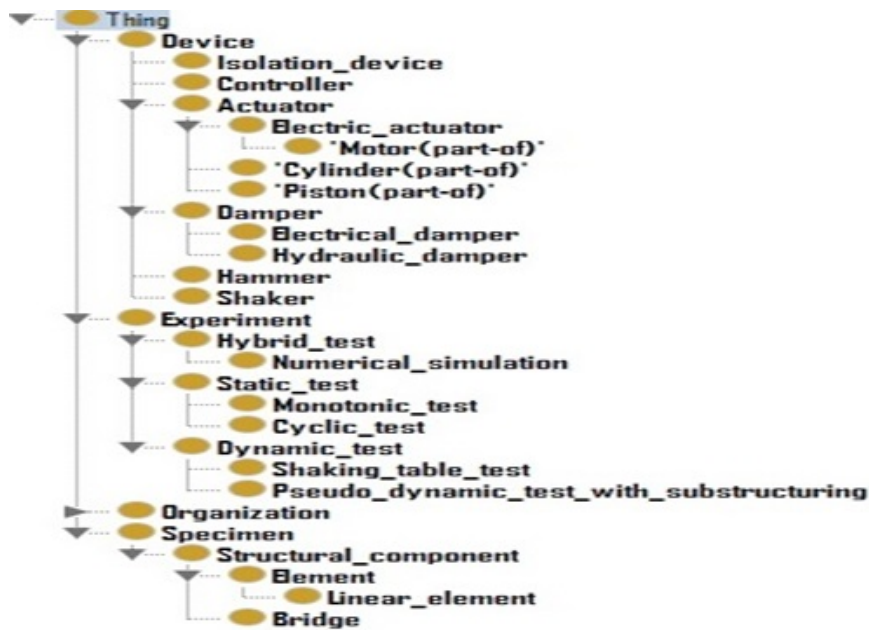 Thing
Device
Isolation_device
Controller
Actuator
Electric_actuator
'Motor(part-of)'
'Cylinder(part-of)'
'Piston(part-of)'
Damper
Electrical_damper
Hydraulic_damper
Hammer
Shaker
Experiment
Hybrid_test
Numerical_simulation
Static_test
Monotonic_test
Cyclic_test
Dynamic_test
Shaking_table_test
Pseudo_dynamic_test_with_substructuring
Organization
Specimen
Structural_component
Element
Linear_element
Bridge